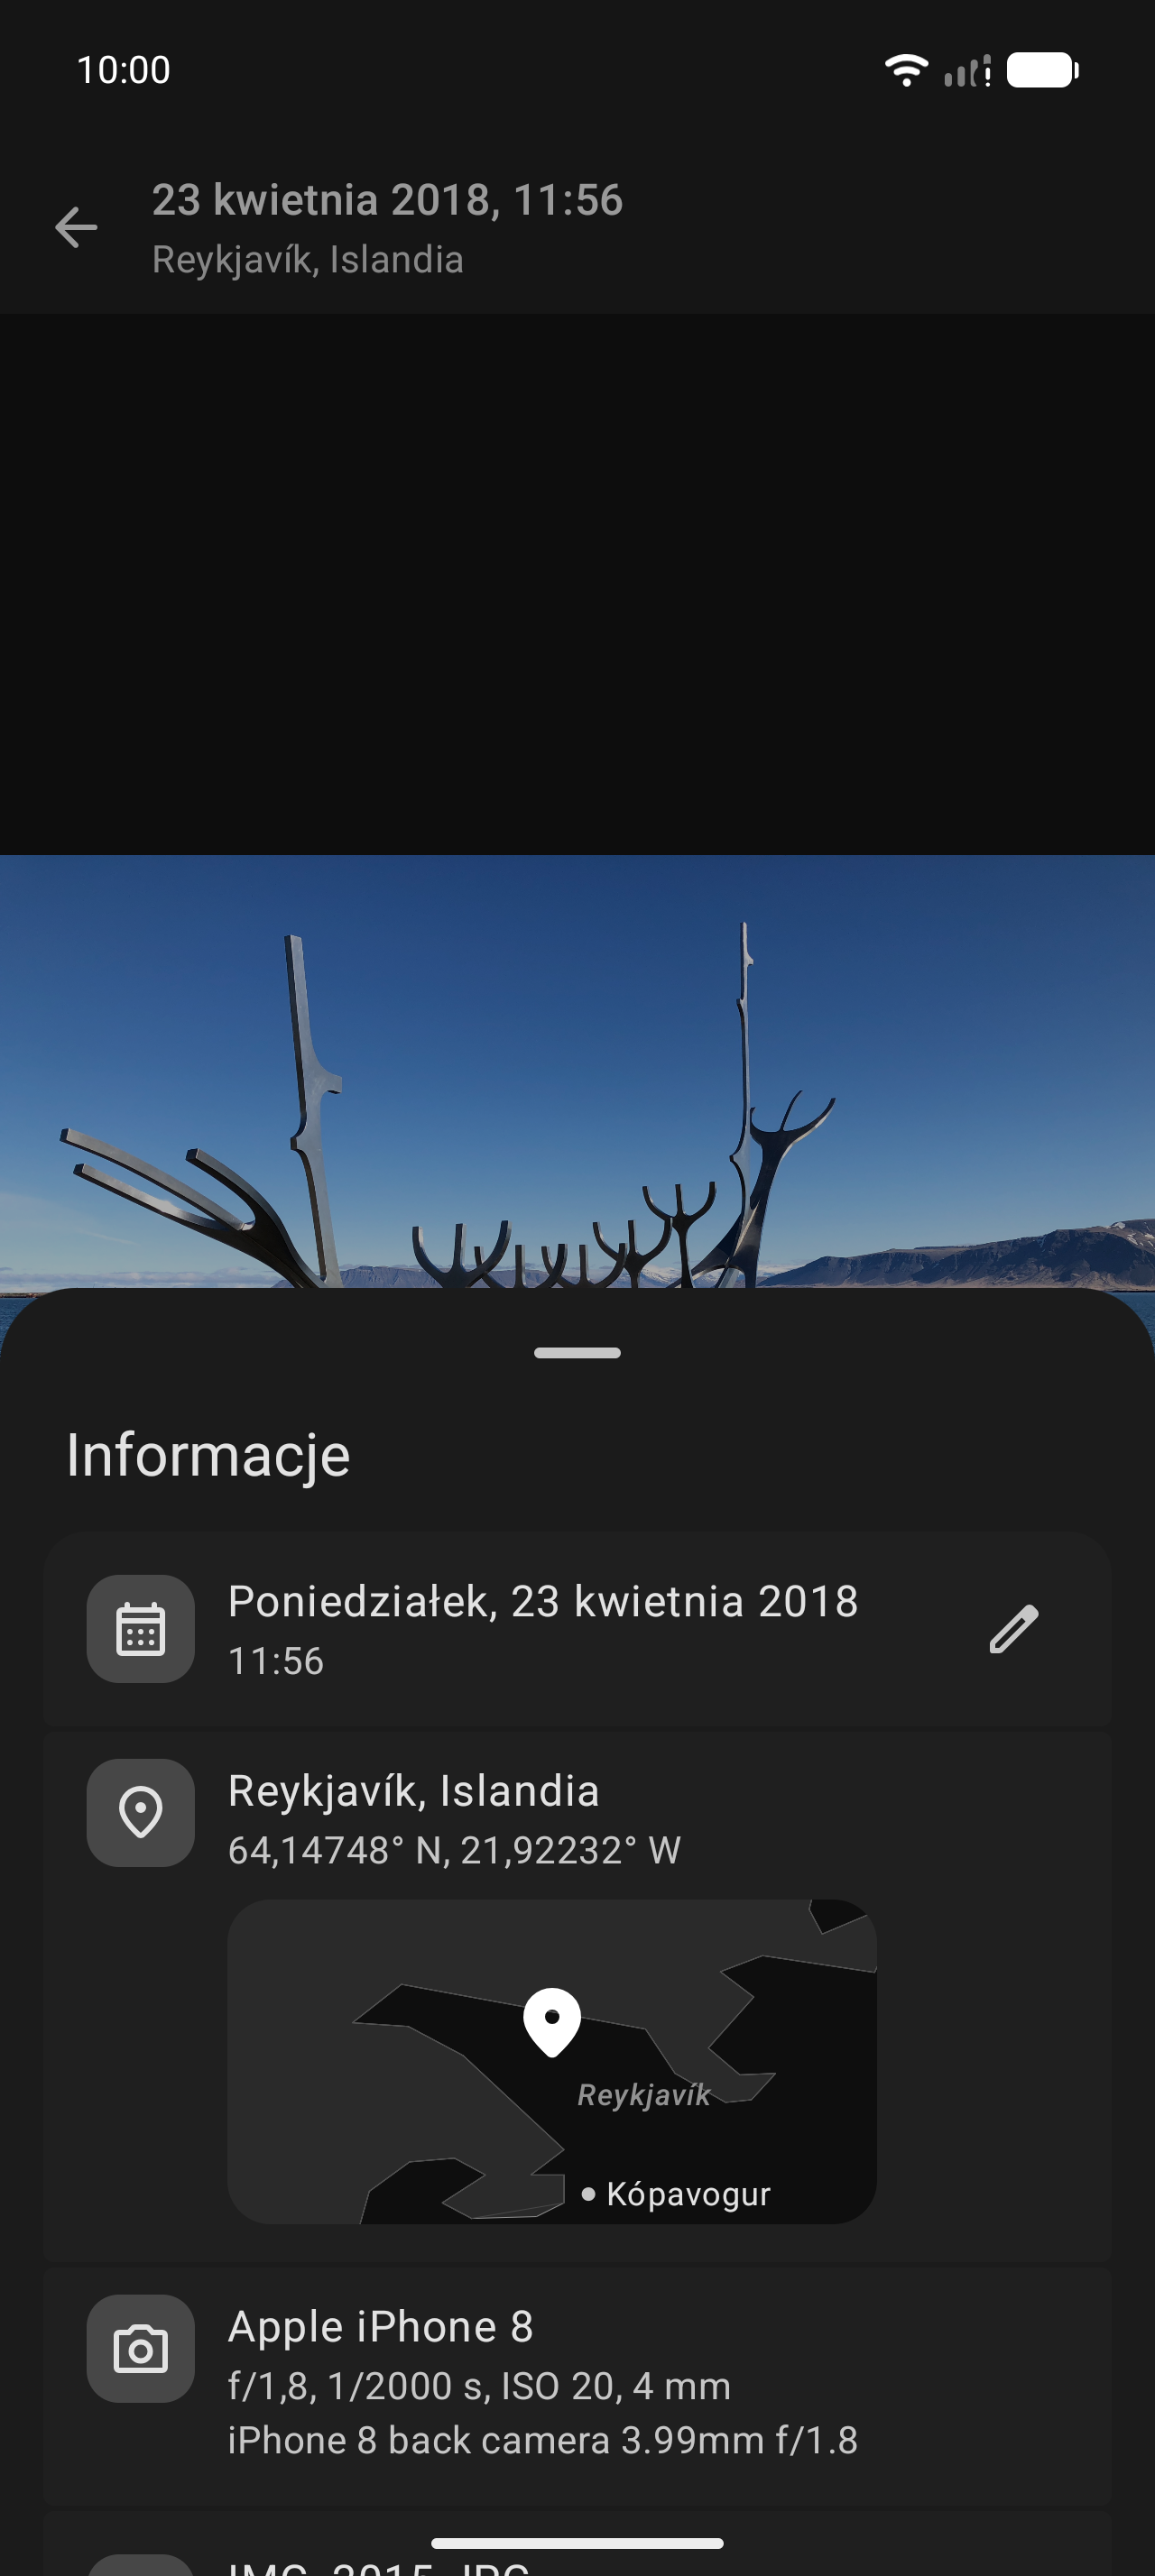 10:00
23 kwietnia 2018, 11:56
Reykjavík, Islandia
Informacje
Poniedziałek, 23 kwietnia 2018
11:56
Reykjavík, Islandia
64,14748° N, 21,92232° W
Reykjavík
Kópavogur
Apple iPhone 8
f/1,8, 1/2000 s, ISO 20, 4 mm
iPhone 8 back camera 3.99mm f/1.8